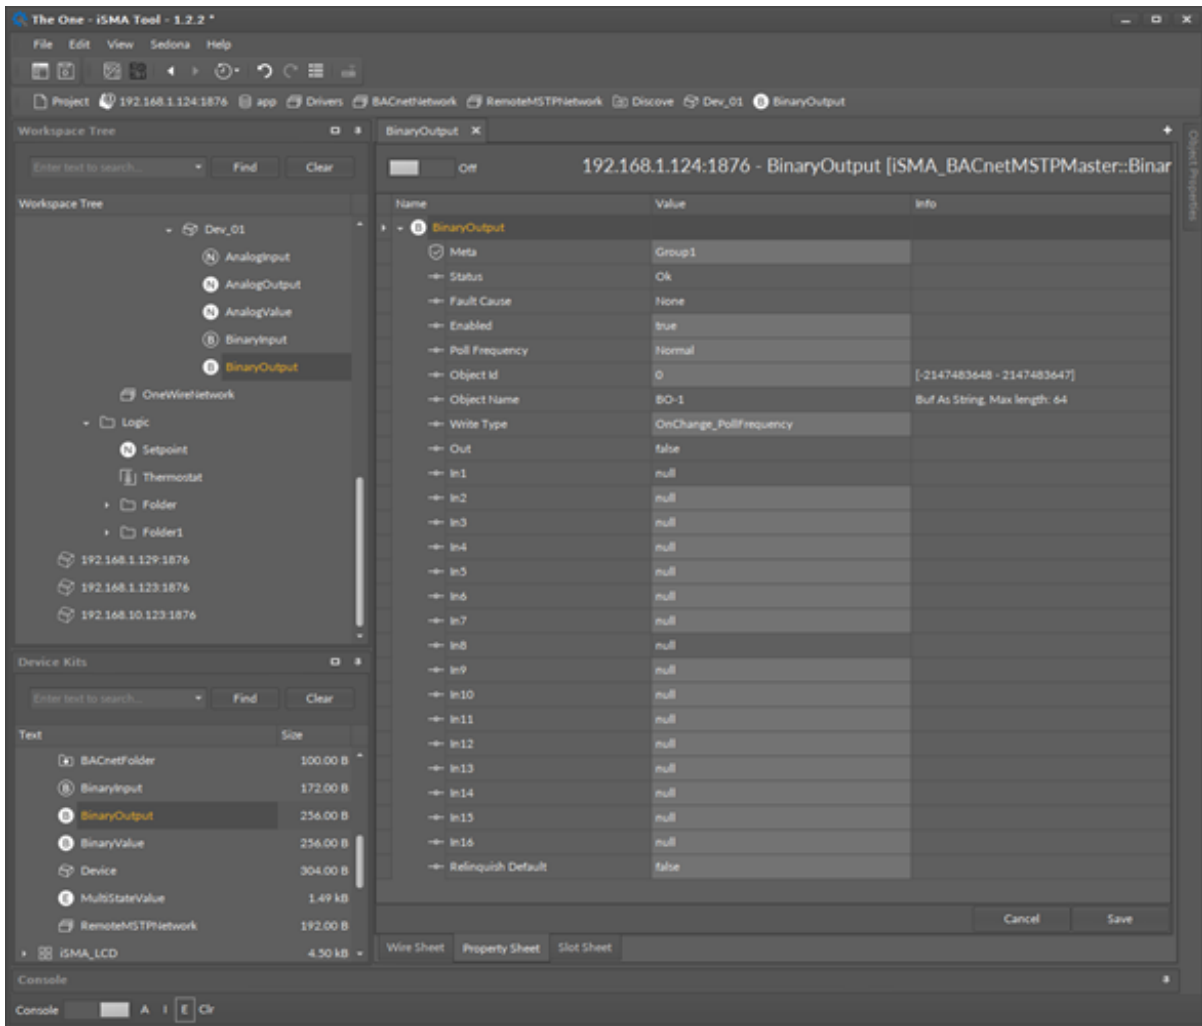 The One - iSMA Tool - 1.2.2 *
File Edit View Sedona Help
Project 192.168.1.124:1876 app Drivers BACnetNetwork RemoteMSTPNetwork Discove Dev_01 BinaryOutput
Workspace Tree
Enter text to search... Find Clear
Workspace Tree
Dev_01
AnalogInput
AnalogOutput
AnalogValue
BinaryInput
BinaryOutput
OneWireNetwork
Logic
Setpoint
Thermostat
Folder
Folder1
192.168.1.129:1876
192.168.1.123:1876
192.168.10.123:1876
Device Kits
Enter text to search... Find Clear
Text Size
BACnetFolder 100.00 B
BinaryInput 172.00 B
BinaryOutput 256.00 B
BinaryValue 256.00 B
Device 304.00 B
MultiStateValue 1.49 kB
RemoteMSTPNetwork 192.00 B
iSMA_LCD 4.50 kB
BinaryOutput
Off 192.168.1.124:1876 - BinaryOutput [iSMA_BACnetMSTPMaster::Binar
Name Value Info
BinaryOutput
Meta Group1
Status Ok
Fault Cause None
Enabled true
Poll Frequency Normal
Object Id 0 [-2147483648 - 2147483647]
Object Name BO-1 Buf As String, Max length: 64
Write Type OnChange_PollFrequency
Out false
In1 null
In2 null
In3 null
In4 null
In5 null
In6 null
In7 null
In8 null
In9 null
In10 null
In11 null
In12 null
In13 null
In14 null
In15 null
In16 null
Relinquish Default false
Cancel Save
Wire Sheet Property Sheet Slot Sheet
Object Properties
Console
Console A I E Clr